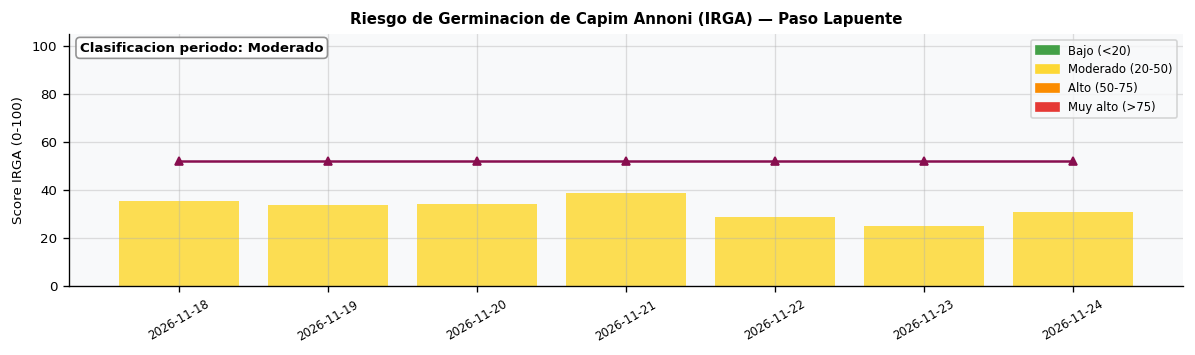 Riesgo de Germinacion de Capim Annoni (IRGA) — Paso Lapuente
Clasificacion periodo: Moderado
Bajo (<20)
Moderado (20-50)
Alto (50-75)
Muy alto (>75)
Score IRGA (0-100)
100
80
60
40
20
0
2026-11-18
2026-11-19
2026-11-20
2026-11-21
2026-11-22
2026-11-23
2026-11-24